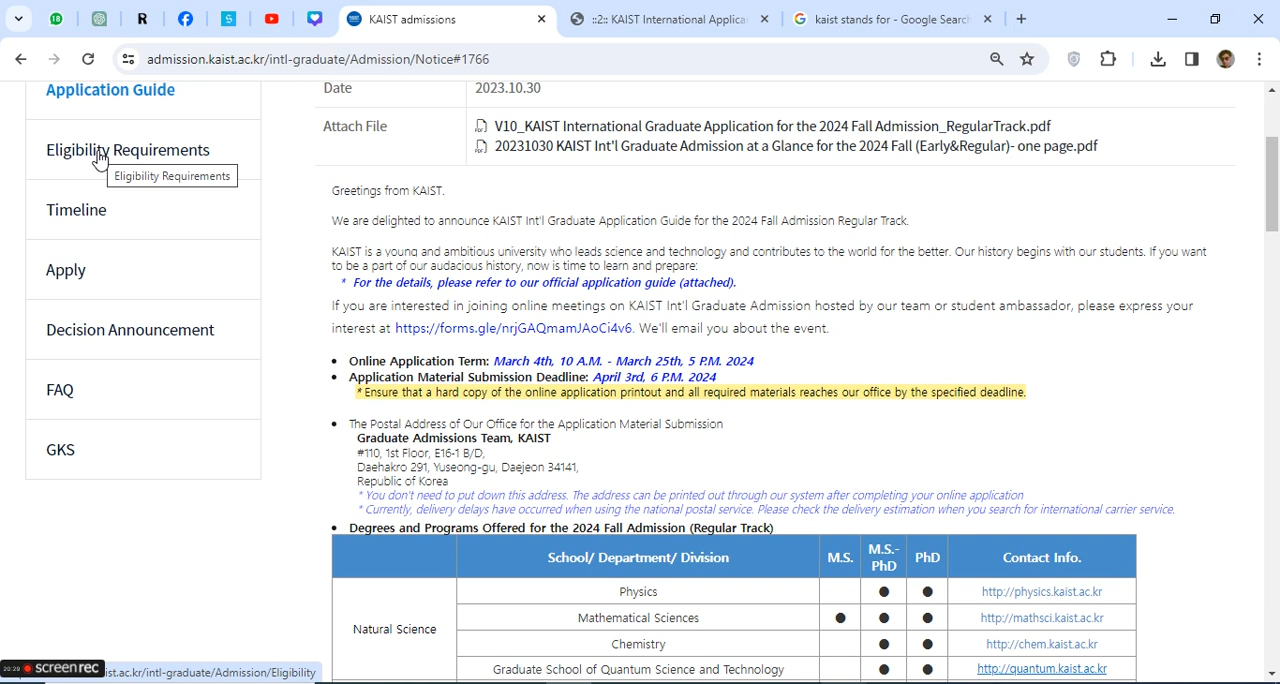 KAIST admissions
::2:: KAIST International Applica
kaist stands for - Google Search
admission.kaist.ac.kr/intl-graduate/Admission/Notice#1766
Application Guide
Eligibility Requirements
Eligibility Requirements
Timeline
Apply
Decision Announcement
FAQ
GKS
Date 2023.10.30
Attach File V10_KAIST International Graduate Application for the 2024 Fall Admission_RegularTrack.pdf
20231030 KAIST Int'l Graduate Admission at a Glance for the 2024 Fall (Early&Regular)- one page.pdf
Greetings from KAIST.
We are delighted to announce KAIST Int'l Graduate Application Guide for the 2024 Fall Admission Regular Track.
KAIST is a young and ambitious university who leads science and technology and contributes to the world for the better. Our history begins with our students. If you want
to be a part of our audacious history, now is time to learn and prepare:
* For the details, please refer to our official application guide (attached).
If you are interested in joining online meetings on KAIST Int'l Graduate Admission hosted by our team or student ambassador, please express your
interest at https://forms.gle/nrjGAQmamJAoCi4v6. We'll email you about the event.
• Online Application Term: March 4th, 10 A.M. - March 25th, 5 P.M. 2024
• Application Material Submission Deadline: April 3rd, 6 P.M. 2024
* Ensure that a hard copy of the online application printout and all required materials reaches our office by the specified deadline.
• The Postal Address of Our Office for the Application Material Submission
Graduate Admissions Team, KAIST
#110, 1st Floor, E16-1 B/D,
Daehakro 291, Yuseong-gu, Daejeon 34141,
Republic of Korea
* You don't need to put down this address. The address can be printed out through our system after completing your online application
* Currently, delivery delays have occurred when using the national postal service. Please check the delivery estimation when you search for international carrier service.
• Degrees and Programs Offered for the 2024 Fall Admission (Regular Track)
School/ Department/ Division M.S. M.S.-PhD PhD Contact Info.
Natural Science
Physics ● ● http://physics.kaist.ac.kr
Mathematical Sciences ● ● ● http://mathsci.kaist.ac.kr
Chemistry ● ● http://chem.kaist.ac.kr
Graduate School of Quantum Science and Technology ● ● http://quantum.kaist.ac.kr
20:29 screenrec
ist.ac.kr/intl-graduate/Admission/Eligibility